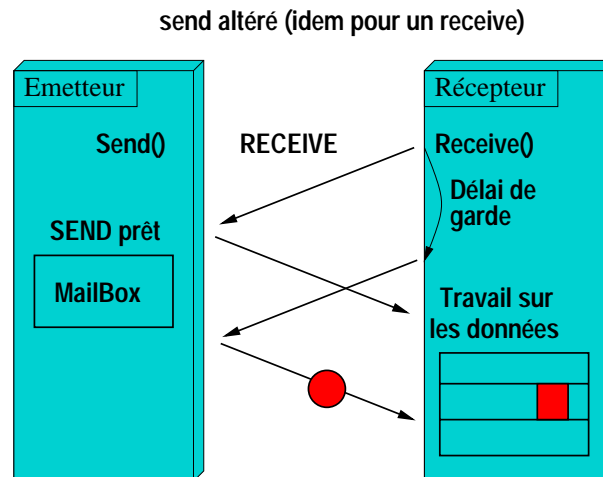 send altéré (idem pour un receive)
Emetteur
Récepteur
Send()
RECEIVE
Receive()
Délai de
garde
SEND prêt
MailBox
Travail sur
les données